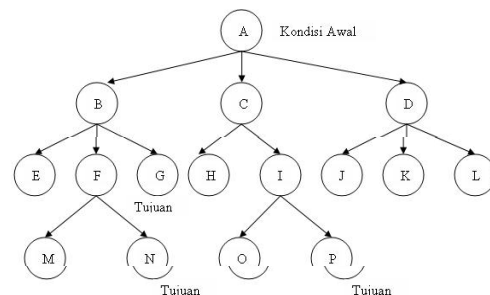 A Kondisi Awal
B C D
E F G H I J K L
Tujuan
M N O P
Tujuan Tujuan